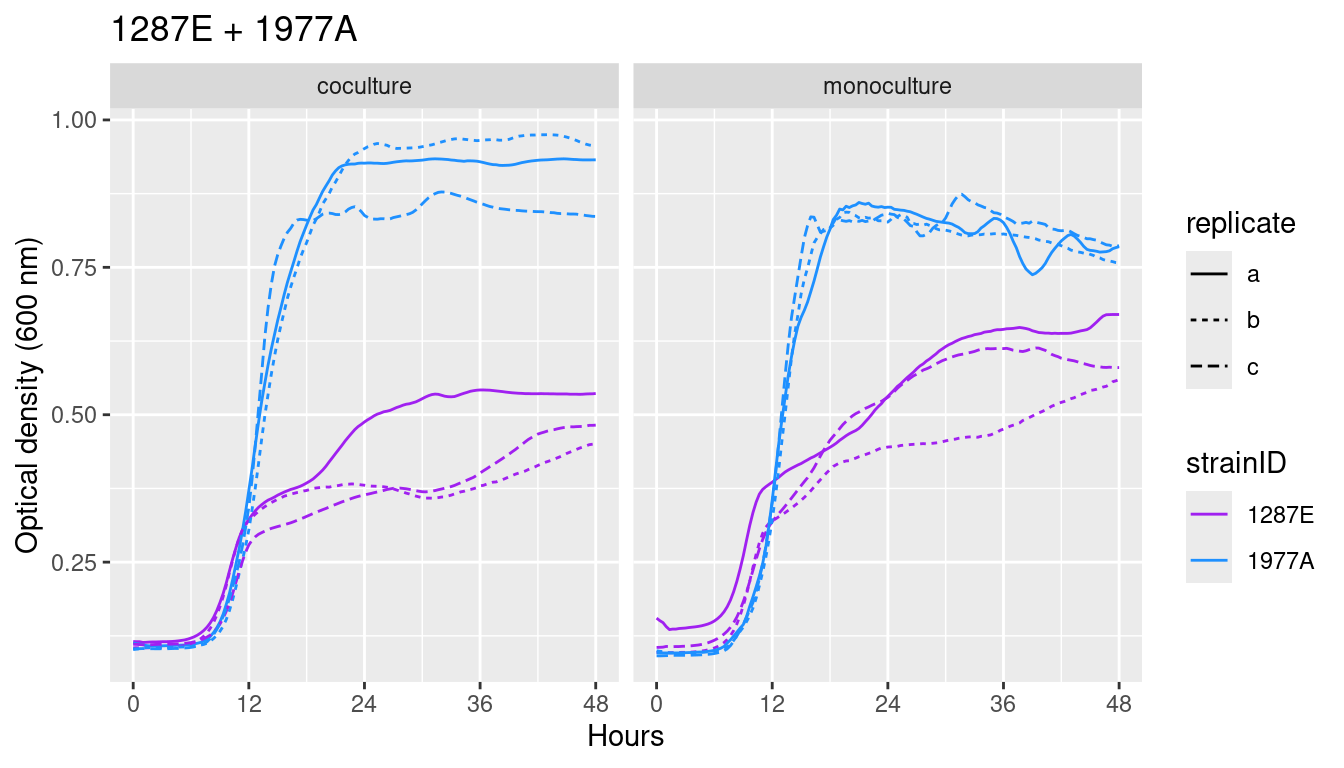 1287E + 1977A
coculture
monoculture
1.00
0.75
0.50
0.25
Optical density (600 nm)
0 12 24 36 48
0 12 24 36 48
Hours
replicate
a
b
c
strainID
1287E
1977A